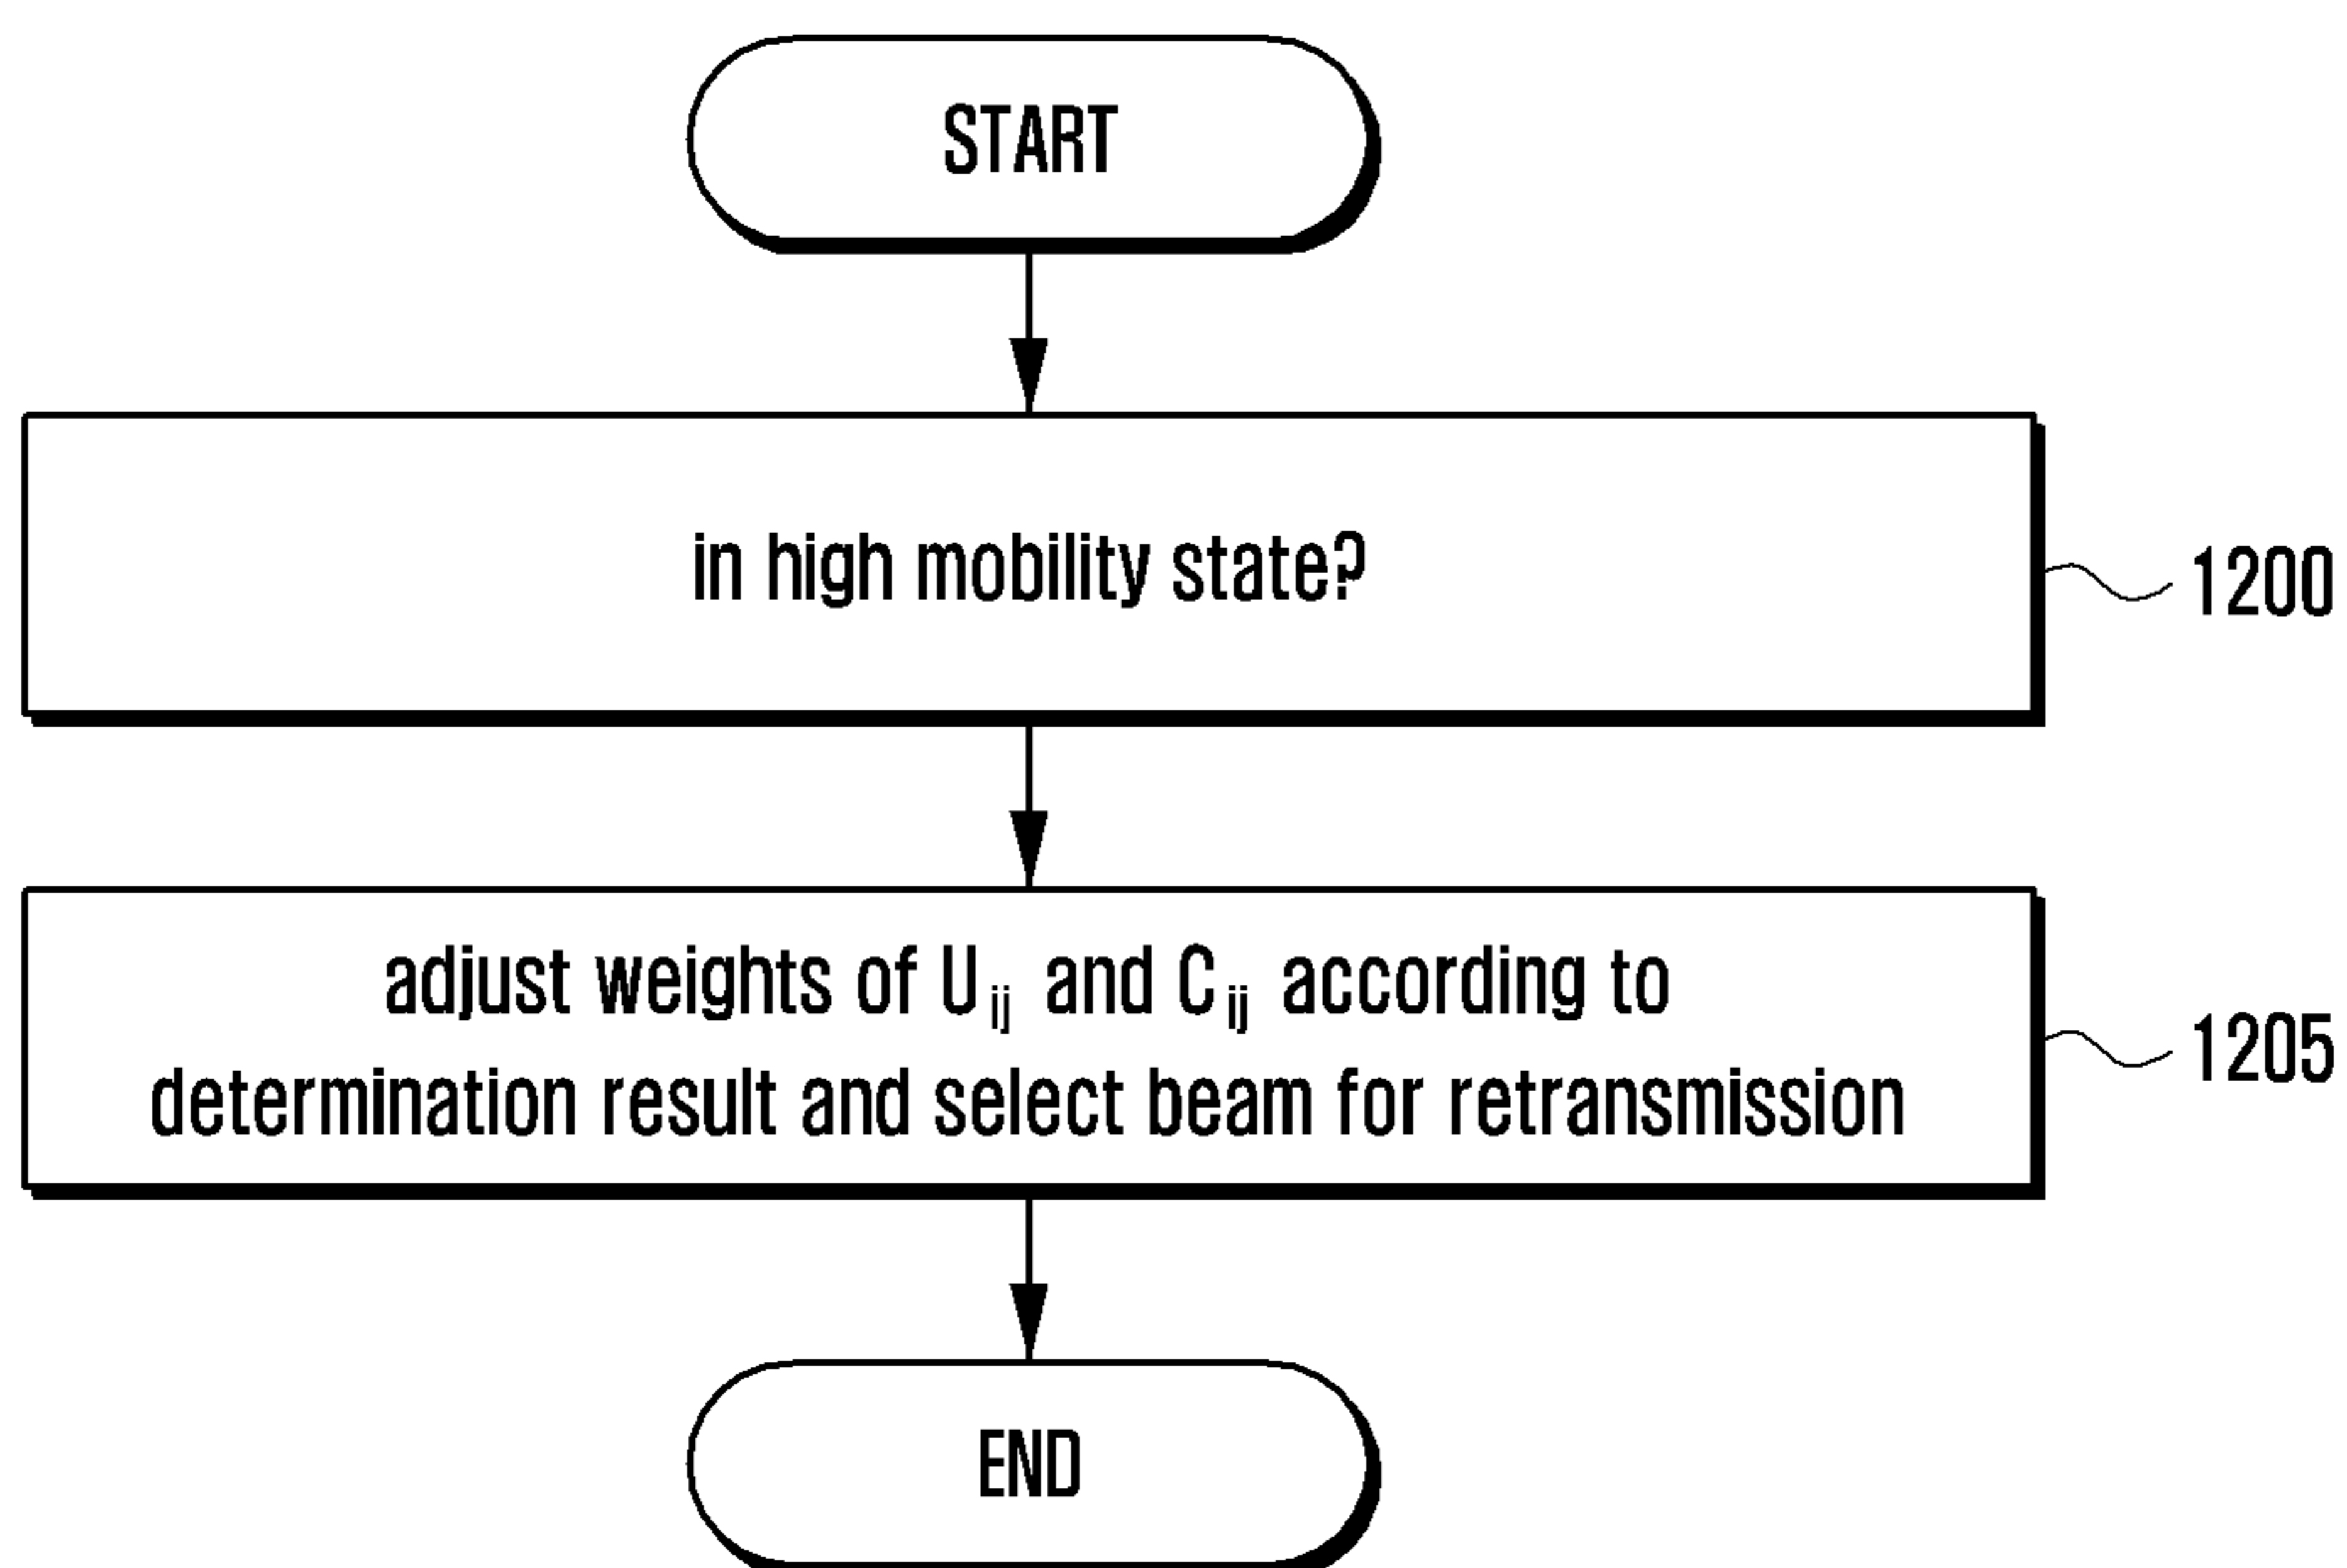 START
in high mobility state?
1200
adjust weights of U ij and C ij according to
determination result and select beam for retransmission
1205
END